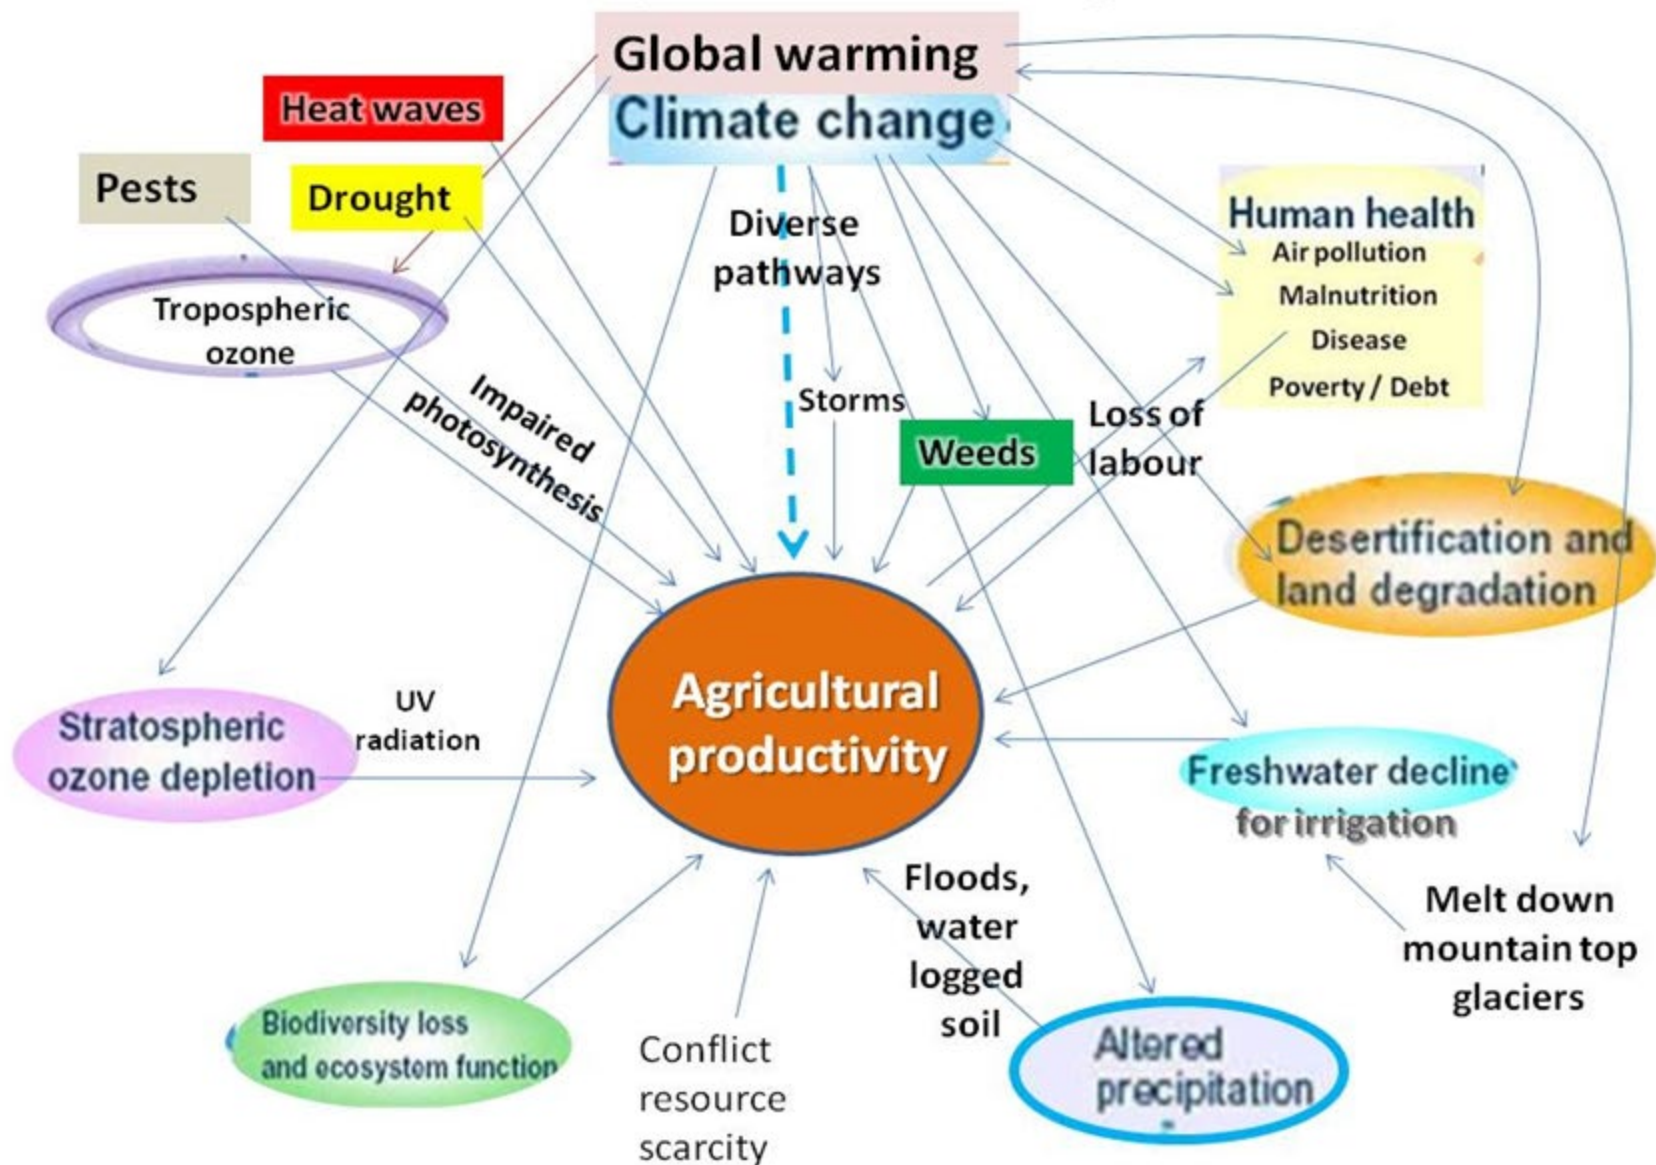 Global warming
Climate change
Heat waves
Pests
Drought
Diverse
pathways
Human health
Air pollution
Malnutrition
Disease
Poverty / Debt
Tropospheric
ozone
Impaired
photosynthesis
Storms
Weeds
Loss of
labour
Desertification and
land degradation
Agricultural
productivity
Stratospheric
ozone depletion
UV
radiation
Freshwater decline
for irrigation
Floods,
water
logged
soil
Melt down
mountain top
glaciers
Biodiversity loss
and ecosystem function
Conflict
resource
scarcity
Altered
precipitation